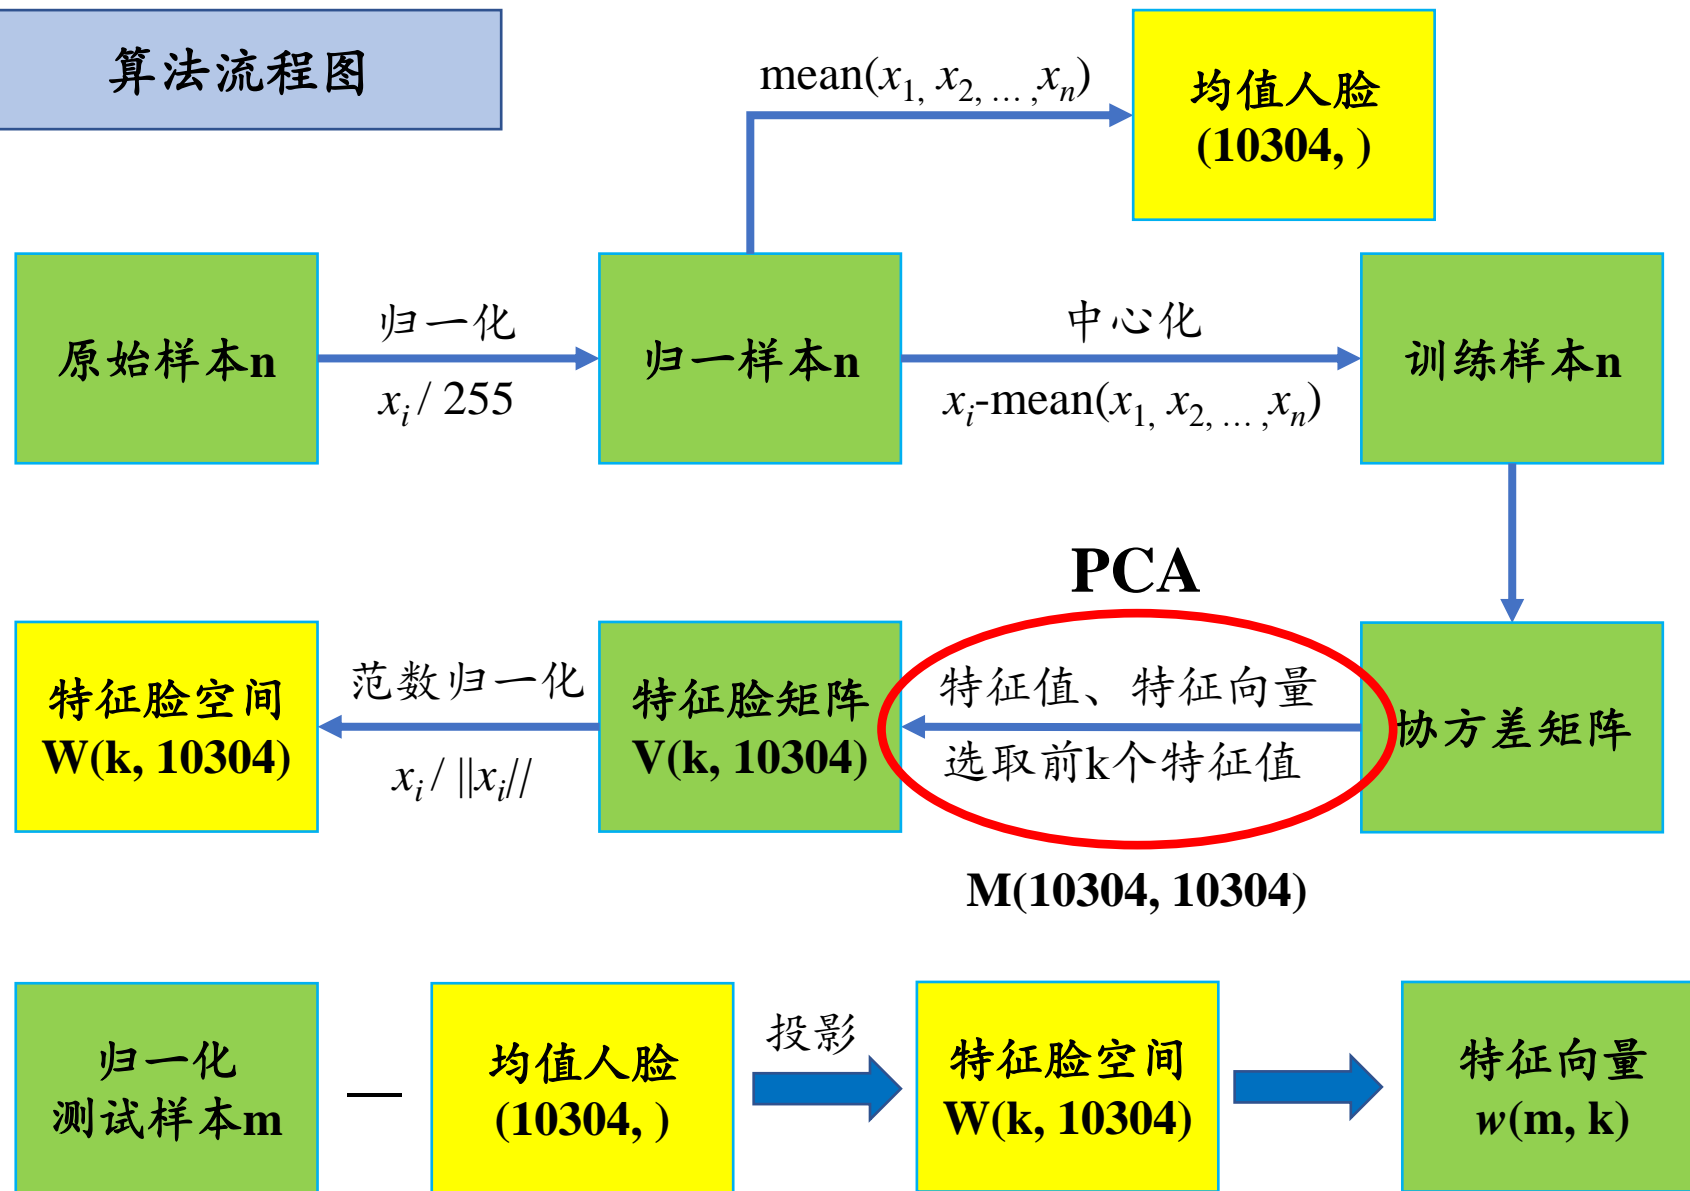 算法流程图
mean(x1, x2, … ,xn)
均值人脸
(10304, )
原始样本n
归一化
xi / 255
归一样本n
中心化
xi-mean(x1, x2, … ,xn)
训练样本n
PCA
特征脸空间
W(k, 10304)
范数归一化
xi / ||xi//
特征脸矩阵
V(k, 10304)
特征值、特征向量
选取前k个特征值
协方差矩阵
M(10304, 10304)
归一化
测试样本m
—
均值人脸
(10304, )
投影
特征脸空间
W(k, 10304)
特征向量
w(m, k)